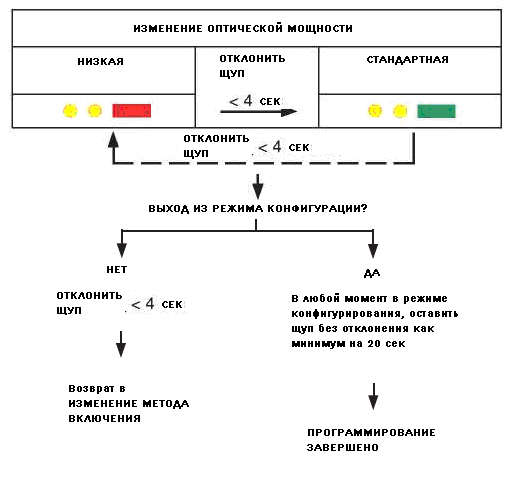 ИЗМЕНЕНИЕ ОПТИЧЕСКОЙ МОЩНОСТИ
НИЗКАЯ
ОТКЛОНИТЬ
ЩУП
< 4 СЕК
СТАНДАРТНАЯ
ОТКЛОНИТЬ
ЩУП < 4 СЕК
ВЫХОД ИЗ РЕЖИМА КОНФИГУРАЦИИ?
НЕТ
ОТКЛОНИТЬ
ЩУП < 4 СЕК
Возврат в
ИЗМЕНЕНИЕ МЕТОДА
ВКЛЮЧЕНИЯ
ДА
В любой момент в режиме
конфигурирования, оставить
щуп без отклонения как
минимум на 20 сек
ПРОГРАММИРОВАНИЕ
ЗАВЕРШЕНО